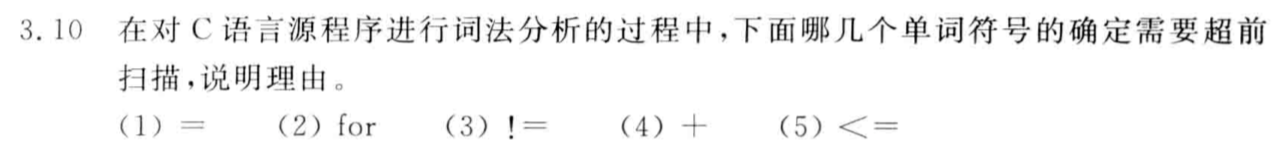 3.10 在对 C 语言源程序进行词法分析的过程中,下面哪几个单词符号的确定需要超前
扫描,说明理由。
(1) = (2) for (3) != (4) + (5) <=